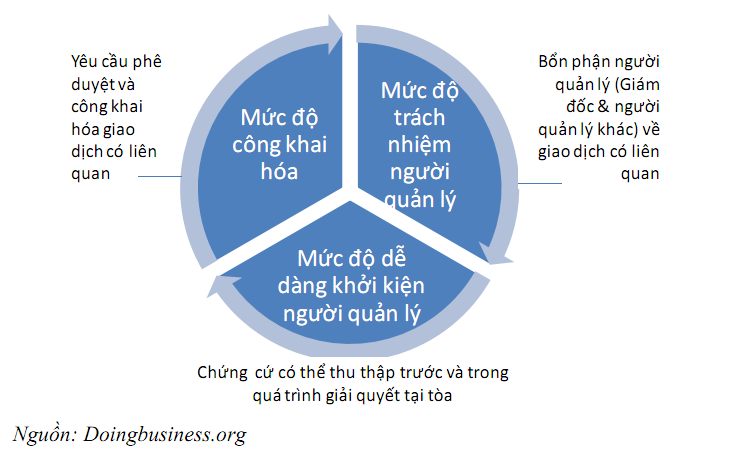 Yêu cầu phê
duyệt và
công khai
hóa giao
dịch có liên
quan
Mức độ
công khai
hóa
Mức độ
trách
nhiệm
người
quản lý
Bổn phận người
quản lý (Giám
đốc & người
quản lý khác) về
giao dịch có liên
quan
Mức độ dễ
dàng khởi kiện
người quản lý
Chứng cứ có thể thu thập trước và trong
quá trình giải quyết tại tòa
Nguồn: Doingbusiness.org